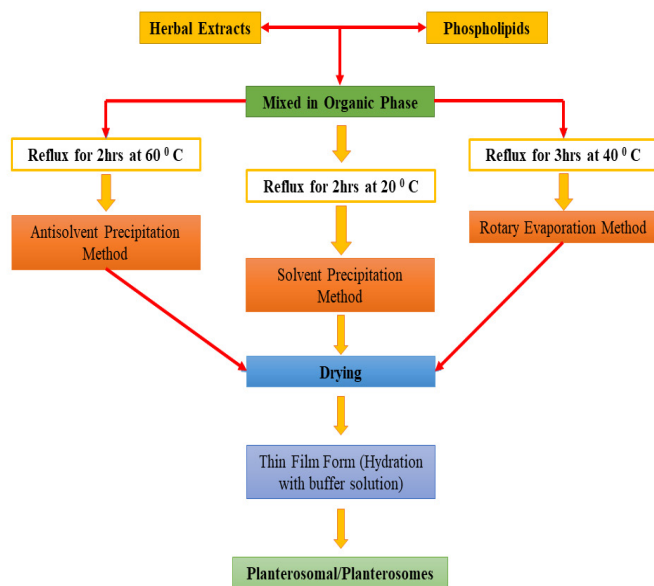 Herbal Extracts
Phospholipids
Mixed in Organic Phase
Reflux for 2hrs at 60 ⁰ C
Reflux for 2hrs at 20 ⁰ C
Reflux for 3hrs at 40 ⁰ C
Antisolvent Precipitation
Method
Solvent Precipitation
Method
Rotary Evaporation Method
Drying
Thin Film Form (Hydration
with buffer solution)
Planterosomal/Planterosomes